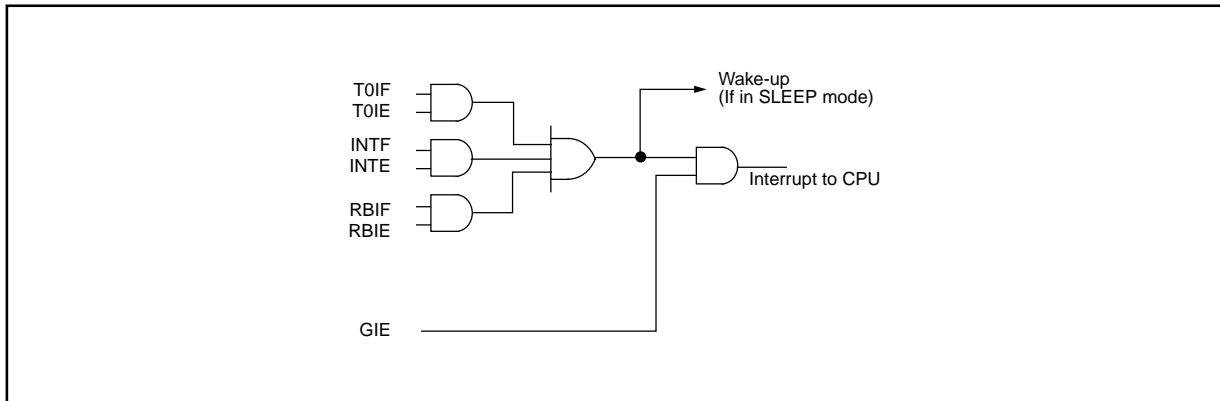 T0IF
T0IE
INTF
INTE
RBIF
RBIE
GIE
Wake-up
(If in SLEEP mode)
Interrupt to CPU